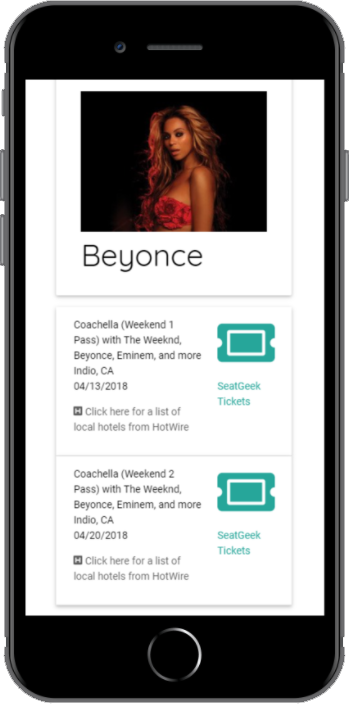 Beyonce
Coachella (Weekend 1
Pass) with The Weeknd,
Beyonce, Eminem, and more
Indio, CA
04/13/2018
H Click here for a list of
local hotels from HotWire
SeatGeek
Tickets
Coachella (Weekend 2
Pass) with The Weeknd,
Beyonce, Eminem, and more
Indio, CA
04/20/2018
H Click here for a list of
local hotels from HotWire
SeatGeek
Tickets